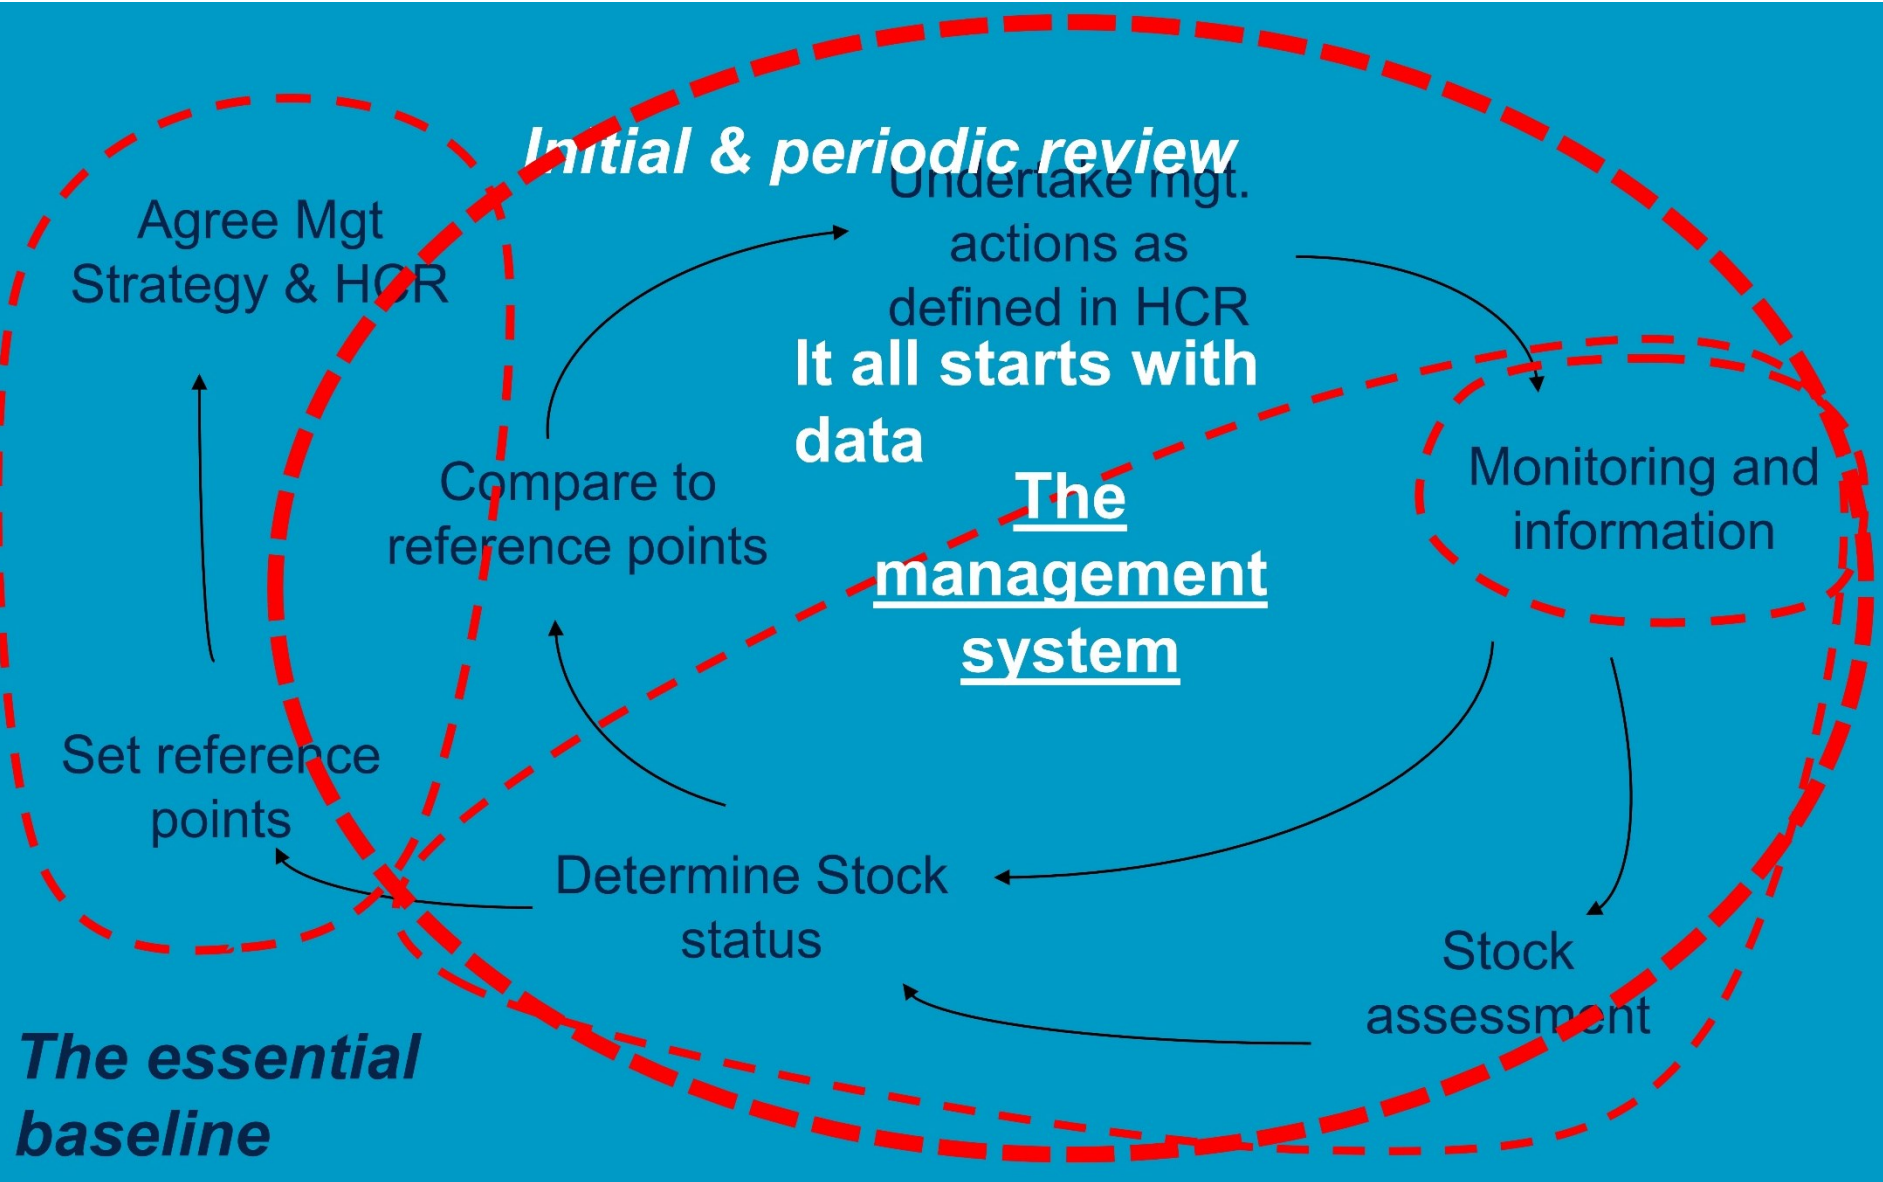 Initial & periodic review
Undertake mgt.
actions as
defined in HCR
Agree Mgt
Strategy & HCR
It all starts with
data
Compare to
reference points
The
management
system
Monitoring and
information
Set reference
points
Determine Stock
status
Stock
assessment
The essential
baseline